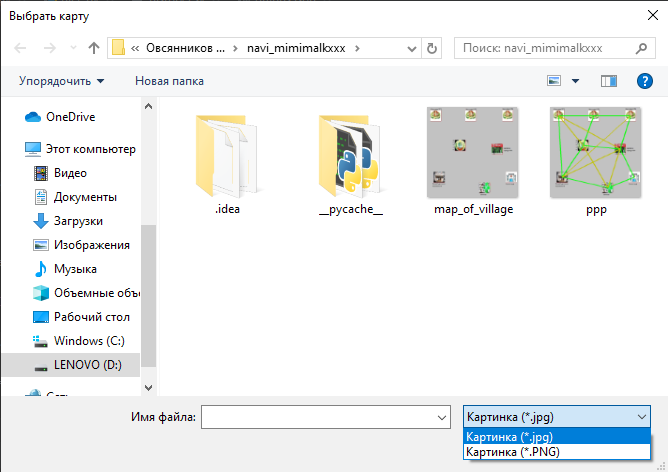 Выбрать карту
« Овсянников ... › navi_mimimalkxxx ›
Поиск: navi_mimimalkxxx
Упорядочить
Новая папка
OneDrive
Этот компьютер
Видео
Документы
Загрузки
Изображения
Музыка
Объемные объ
Рабочий стол
Windows (C:)
LENOVO (D:)
.idea
__pycache__
map_of_village
ppp
Имя файла:
Картинка (*.jpg)
Картинка (*.jpg)
Картинка (*.PNG)